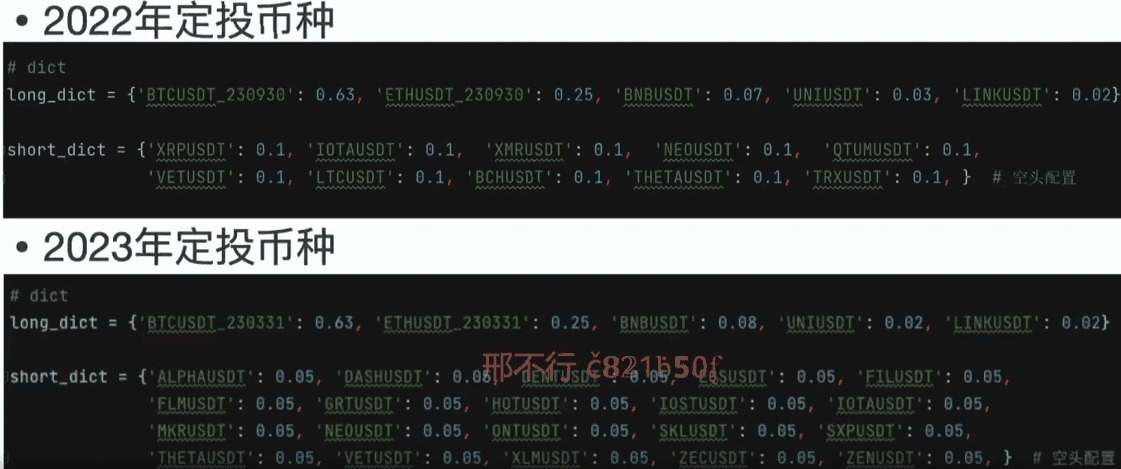 • 2022年定投币种
# dict
long_dict = {'BTCUSDT_230930': 0.63, 'ETHUSDT_230930': 0.25, 'BNBUSDT': 0.07, 'UNIUSDT': 0.03, 'LINKUSDT': 0.02}
short_dict = {'XRPUSDT': 0.1, 'IOTAUSDT': 0.1, 'XMRUSDT': 0.1, 'NEOUSDT': 0.1, 'QTUMUSDT': 0.1,
'VETUSDT': 0.1, 'LTCUSDT': 0.1, 'BCHUSDT': 0.1, 'THETAUSDT': 0.1, 'TRXUSDT': 0.1, } # 空头配置
• 2023年定投币种
# dict
long_dict = {'BTCUSDT_230331': 0.63, 'ETHUSDT_230331': 0.25, 'BNBUSDT': 0.08, 'UNIUSDT': 0.02, 'LINKUSDT': 0.02}
邢不行
short_dict = {'ALPHAUSDT': 0.05, 'DASHUSDT': 0.05, 'DENTUSDT': 0.05, 'EOSUSDT': 0.05, 'FILUSDT': 0.05,
'FLMUSDT': 0.05, 'GRTUSDT': 0.05, 'HOTUSDT': 0.05, 'IOSTUSDT': 0.05, 'IOTAUSDT': 0.05,
'MKRUSDT': 0.05, 'NEOUSDT': 0.05, 'ONTUSDT': 0.05, 'SKLUSDT': 0.05, 'SXPUSDT': 0.05,
'THETAUSDT': 0.05, 'VETUSDT': 0.05, 'XLMUSDT': 0.05, 'ZECUSDT': 0.05, 'ZENUSDT': 0.05, } # 空头配置